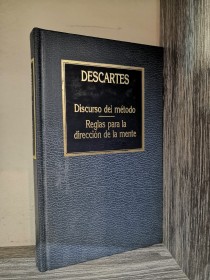 DESCARTES
Discurso del método
Reglas para la
dirección de la mente